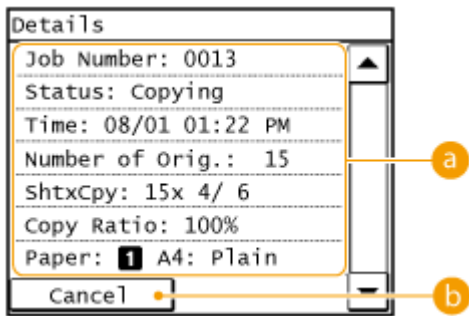 Details
Job Number: 0013
Status: Copying
Time: 08/01 01:22 PM
Number of Orig.: 15
ShtxCpy: 15x 4/ 6
Copy Ratio: 100%
Paper: 1 A4: Plain
Cancel
a
b